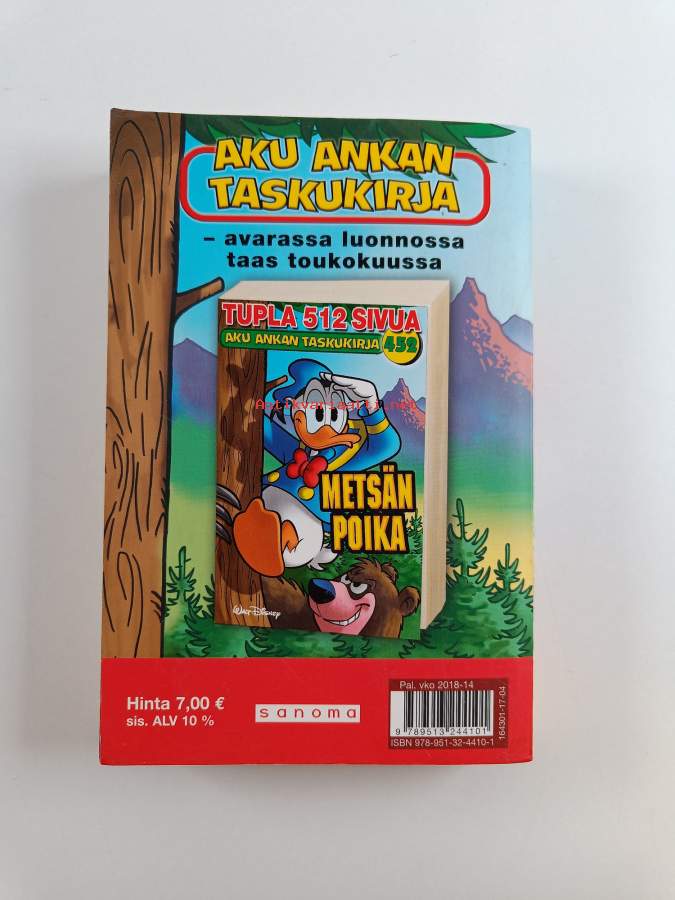 AKU ANKAN
TASKUKIRJA
– avarassa luonnossa
taas toukokuussa
TUPLA 512 SIVUA
AKU ANKAN TASKUKIRJA 452
Antikvariaatti.net
METSÄN
POIKA
WALT DISNEY
Hinta 7,00 €
sis. ALV 10 %
sanoma
Pal. vko 2018-14
9 789513 244101
ISBN 978-951-32-4410-1
164301-17-04